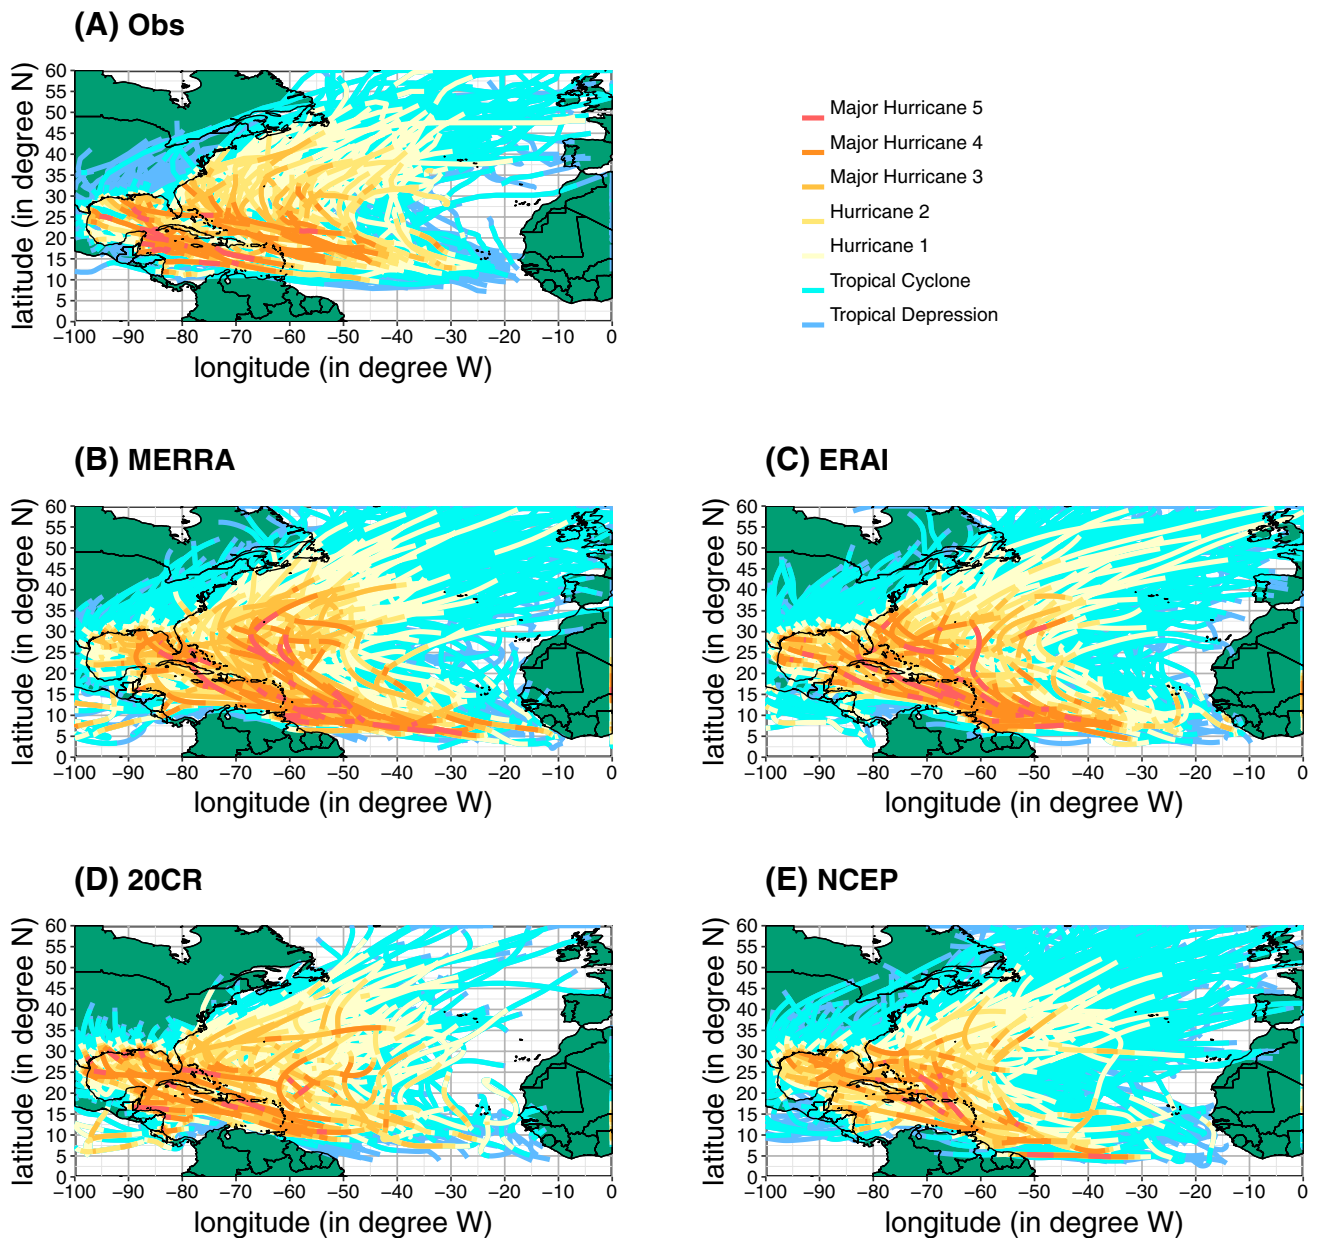 (A) Obs
latitude (in degree N)
60
55
50
45
40
35
30
25
20
15
10
5
0
−100 −90 −80 −70 −60 −50 −40 −30 −20 −10 0
longitude (in degree W)
Major Hurricane 5
Major Hurricane 4
Major Hurricane 3
Hurricane 2
Hurricane 1
Tropical Cyclone
Tropical Depression
(B) MERRA
latitude (in degree N)
60
55
50
45
40
35
30
25
20
15
10
5
0
−100 −90 −80 −70 −60 −50 −40 −30 −20 −10 0
longitude (in degree W)
(C) ERAI
latitude (in degree N)
60
55
50
45
40
35
30
25
20
15
10
5
0
−100 −90 −80 −70 −60 −50 −40 −30 −20 −10 0
longitude (in degree W)
(D) 20CR
latitude (in degree N)
60
55
50
45
40
35
30
25
20
15
10
5
0
−100 −90 −80 −70 −60 −50 −40 −30 −20 −10 0
longitude (in degree W)
(E) NCEP
latitude (in degree N)
60
55
50
45
40
35
30
25
20
15
10
5
0
−100 −90 −80 −70 −60 −50 −40 −30 −20 −10 0
longitude (in degree W)